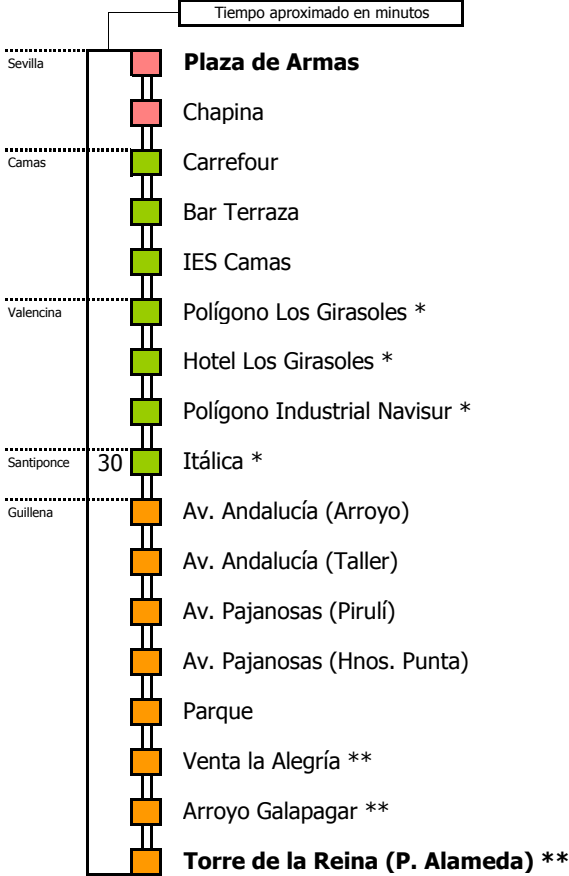 Tiempo aproximado en minutos
Sevilla
Plaza de Armas
Chapina
Camas
Carrefour
Bar Terraza
IES Camas
Valencina
Polígono Los Girasoles *
Hotel Los Girasoles *
Polígono Industrial Navisur *
Santiponce 30 Itálica *
Guillena
Av. Andalucía (Arroyo)
Av. Andalucía (Taller)
Av. Pajanosas (Pirulí)
Av. Pajanosas (Hnos. Punta)
Parque
Venta la Alegría **
Arroyo Galapagar **
Torre de la Reina (P. Alameda) **